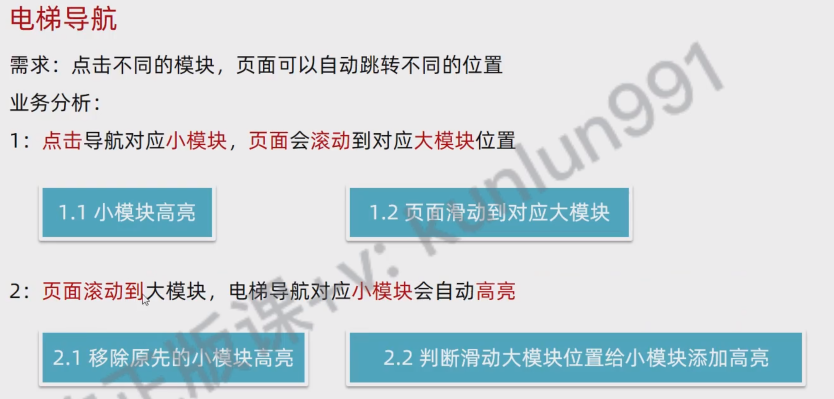 电梯导航
需求：点击不同的模块，页面可以自动跳转不同的位置
业务分析：
1：点击导航对应小模块，页面会滚动到对应大模块位置
1.1 小模块高亮
1.2 页面滑动到对应大模块
2：页面滚动到大模块，电梯导航对应小模块会自动高亮
2.1 移除原先的小模块高亮
2.2 判断滑动大模块位置给小模块添加高亮
正版课+v: kunlun991